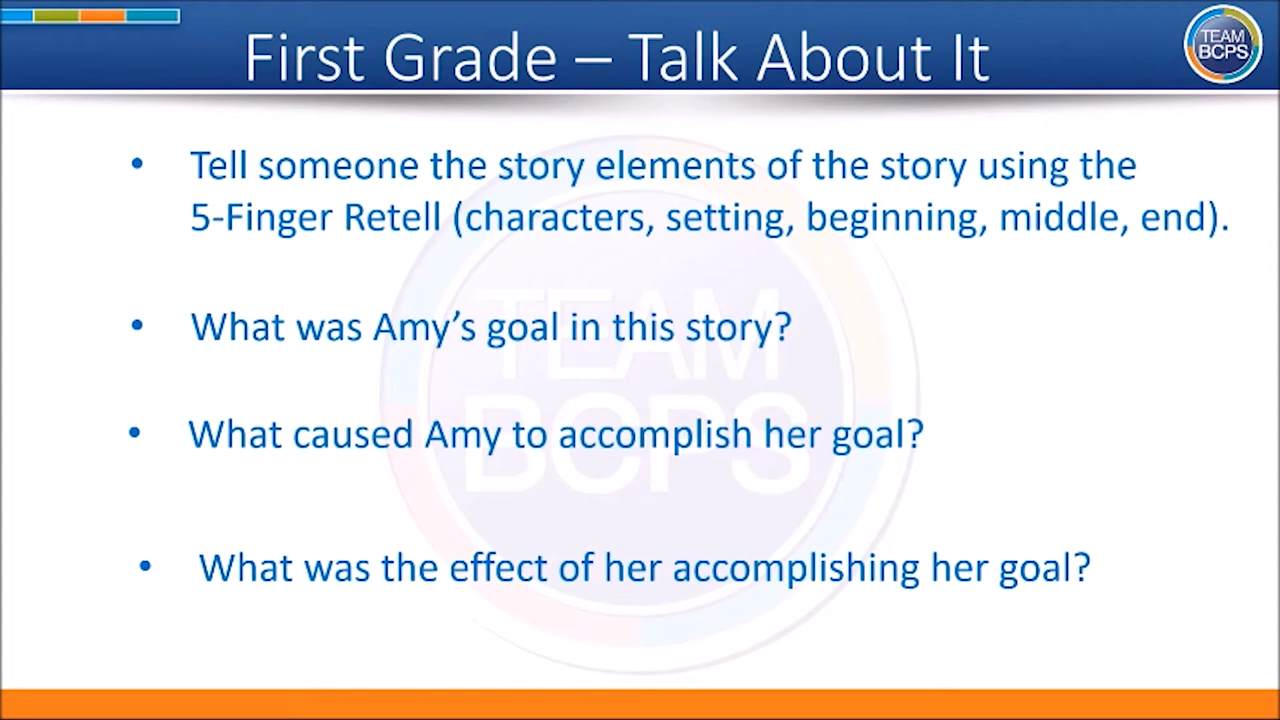 First Grade – Talk About It
TEAM
BCPS
• Tell someone the story elements of the story using the
5-Finger Retell (characters, setting, beginning, middle, end).
• What was Amy’s goal in this story?
• What caused Amy to accomplish her goal?
• What was the effect of her accomplishing her goal?
TEAM
BCPS